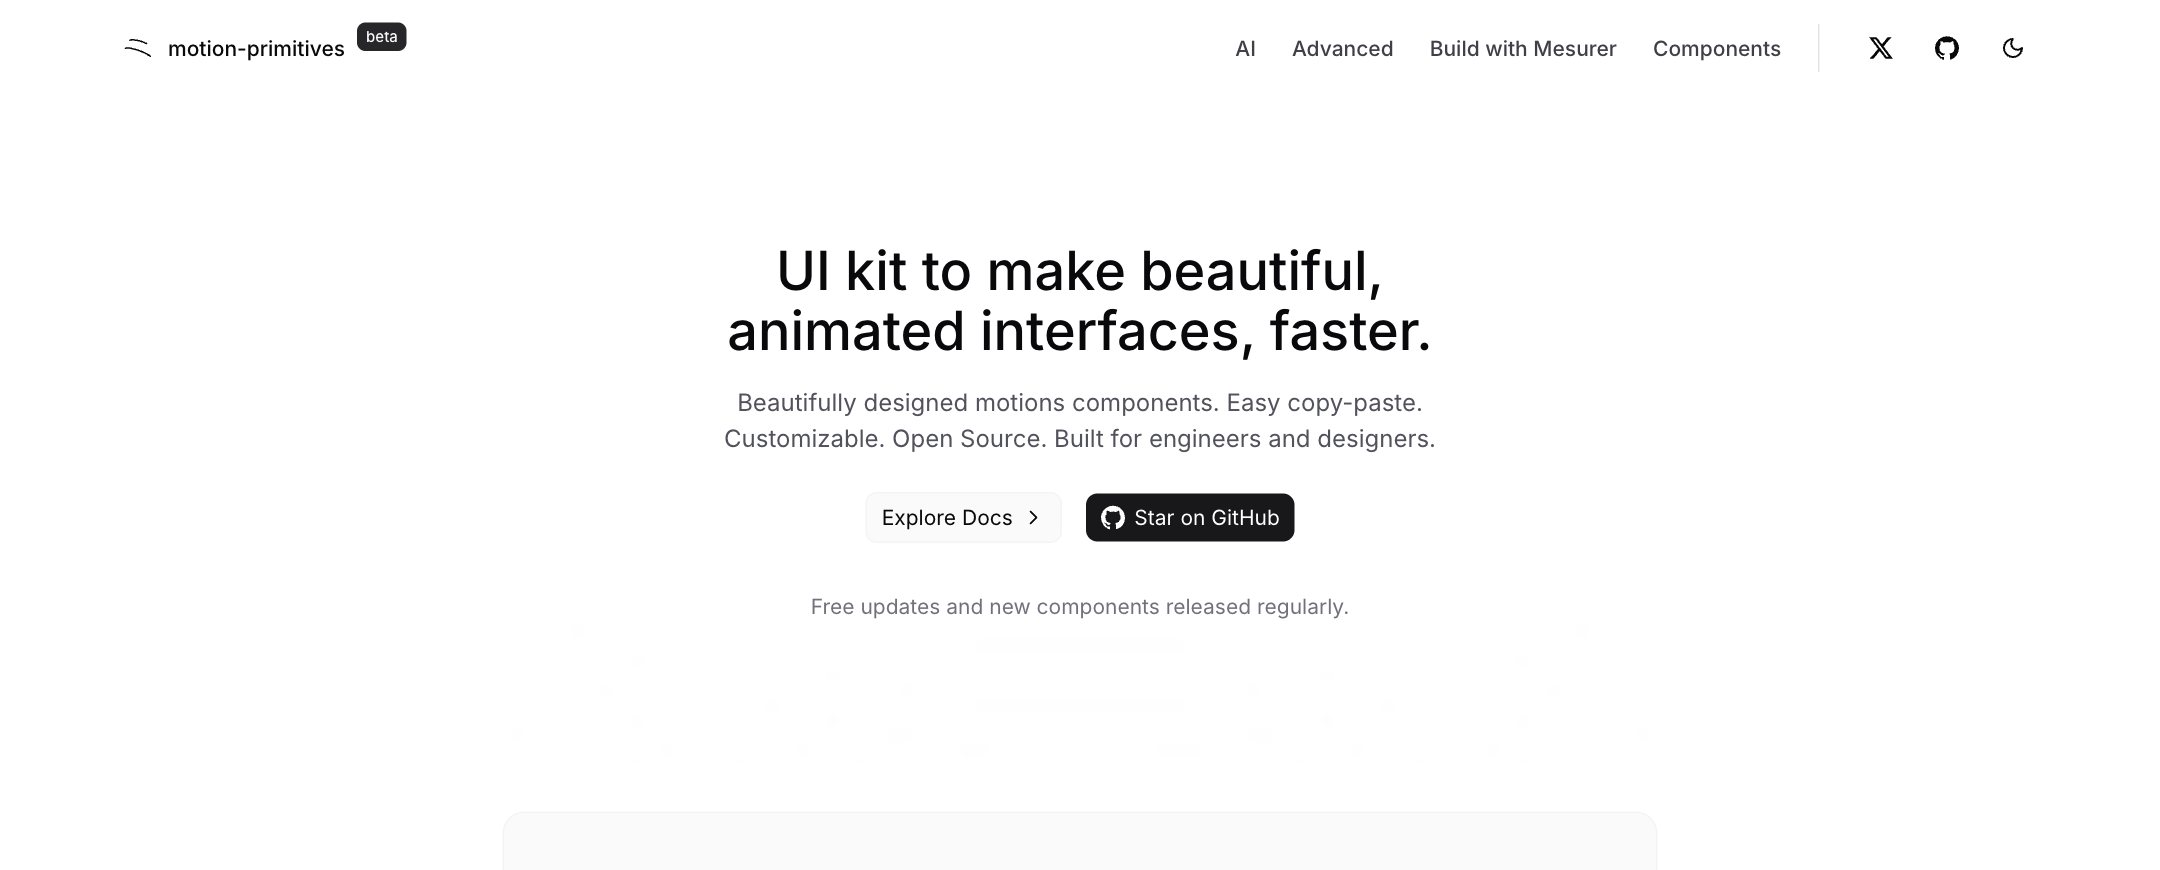 motion-primitives beta
AI Advanced Build with Mesurer Components
UI kit to make beautiful,
animated interfaces, faster.
Beautifully designed motions components. Easy copy-paste.
Customizable. Open Source. Built for engineers and designers.
Explore Docs
Star on GitHub
Free updates and new components released regularly.